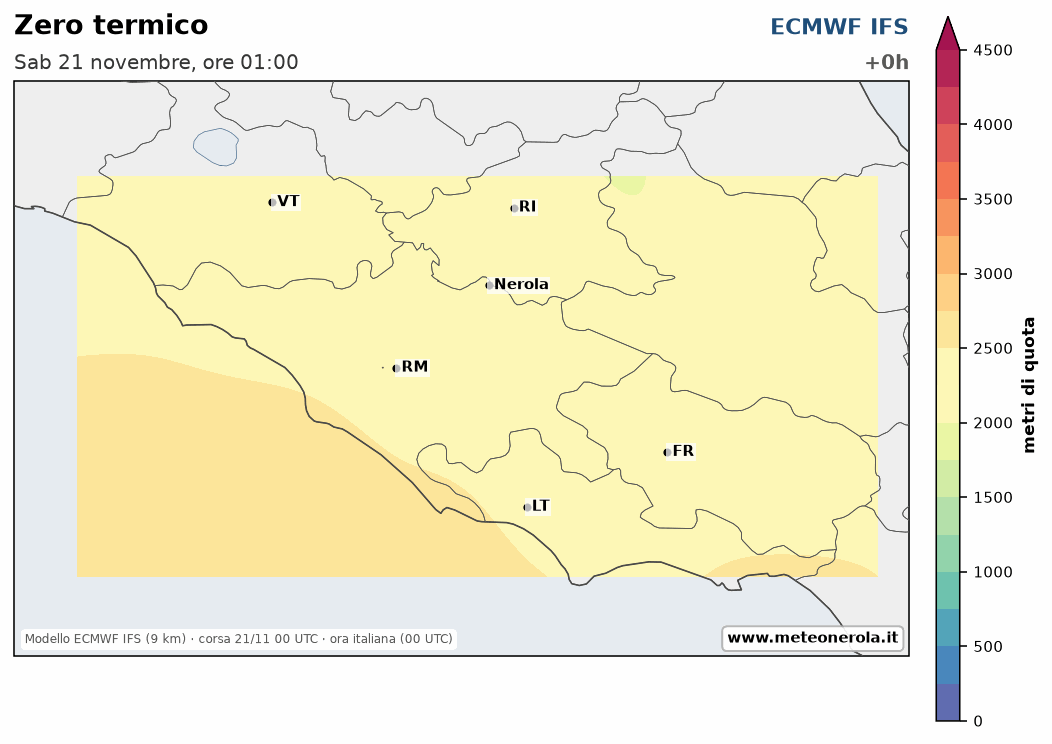 Zero termico
ECMWF IFS
Sab 21 novembre, ore 01:00
+0h
VT
RI
Nerola
RM
FR
LT
Modello ECMWF IFS (9 km) · corsa 21/11 00 UTC · ora italiana (00 UTC)
www.meteonerola.it
4500
4000
3500
3000
2500
2000
1500
1000
500
0
metri di quota